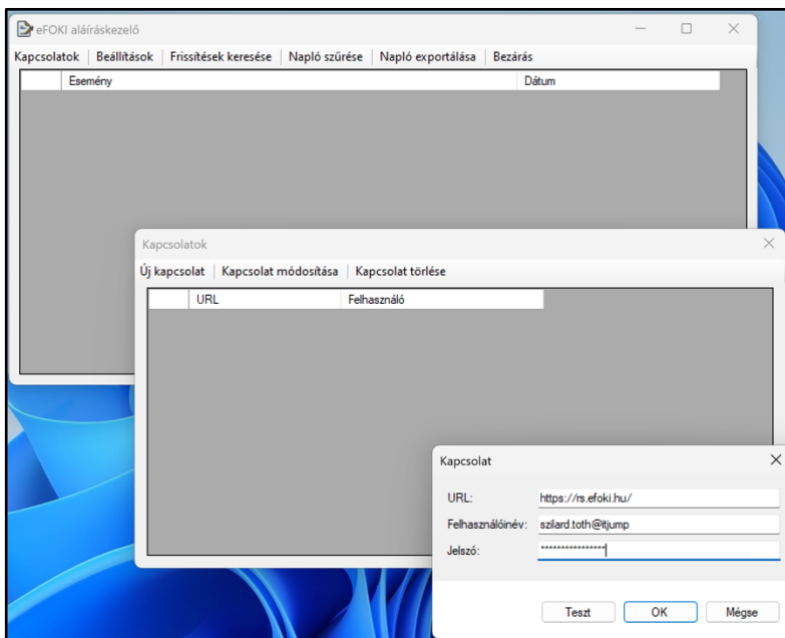 eFOKI aláíráskezelő
Kapcsolatok Beállítások Frissítések keresése Napló szűrése Napló exportálása Bezárás
Esemény Dátum
Kapcsolatok
Új kapcsolat Kapcsolat módosítása Kapcsolat törlése
URL Felhasználó
Kapcsolat
URL: https://rs.efoki.hu/
Felhasználóinév: szilard.toth@itjump
Jelszó: ****************
Teszt OK Mégse